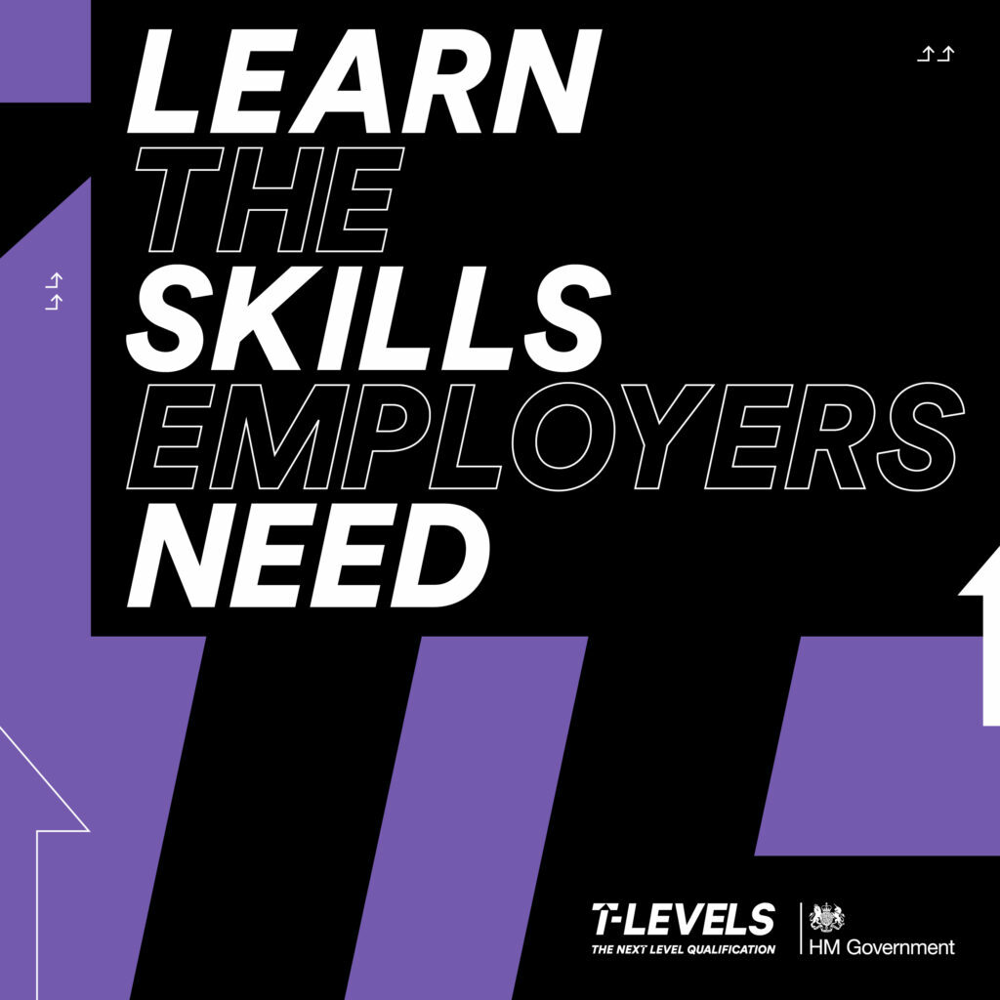 LEARN
THE
SKILLS
EMPLOYERS
NEED
T-LEVELS
THE NEXT LEVEL QUALIFICATION
HM Government